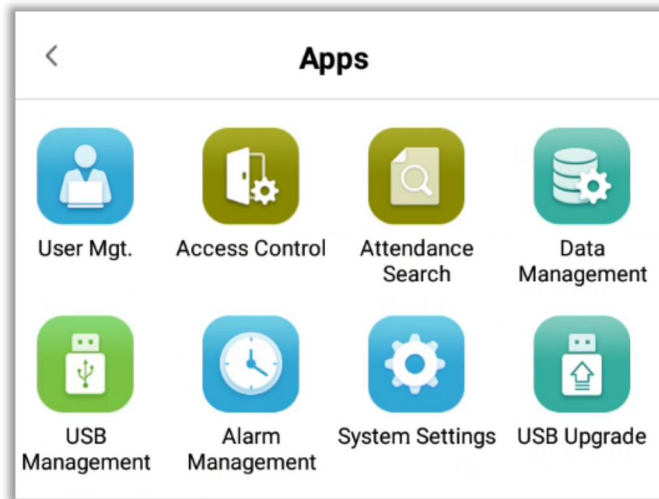 Apps
User Mgt.
Access Control
Attendance
Search
Data
Management
USB
Management
Alarm
Management
System Settings
USB Upgrade